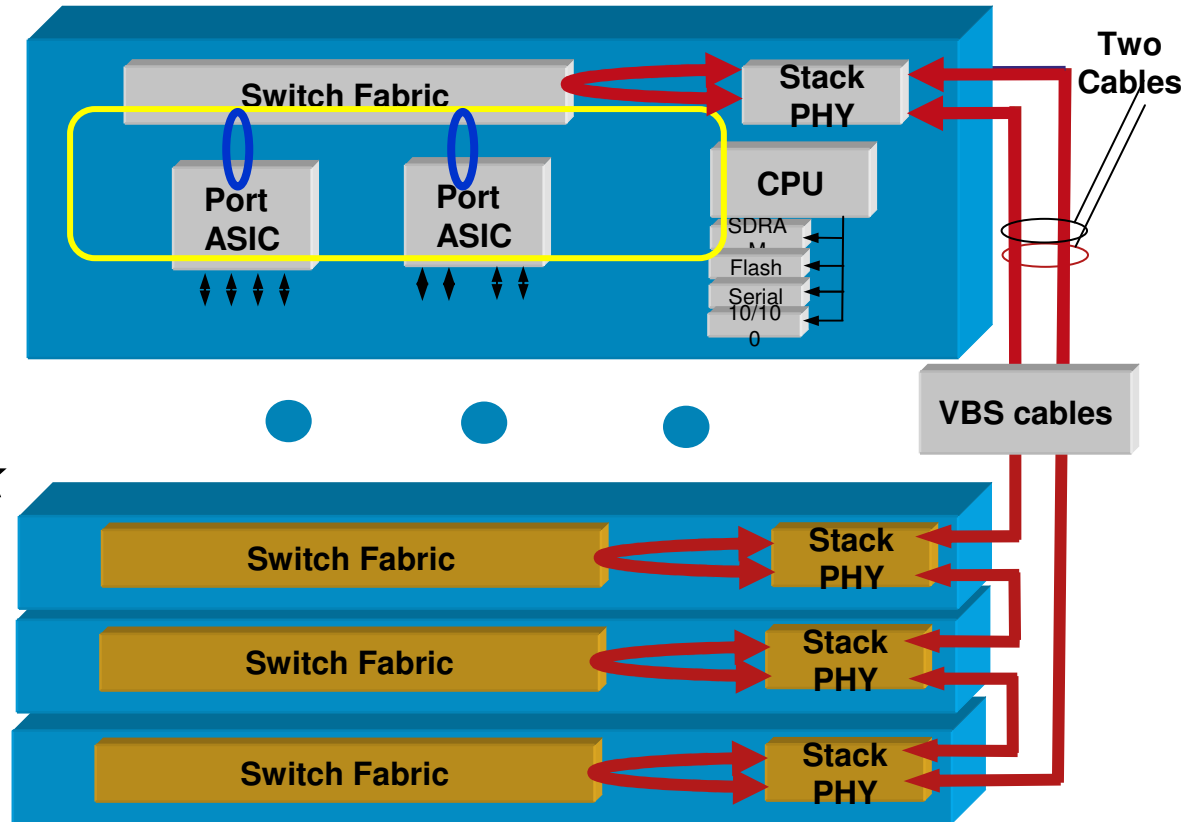 Two
Cables
Switch Fabric
Stack
PHY
CPU
Port
ASIC
Port
ASIC
SDRA
M
Flash
Serial
10/10
0
VBS cables
Switch Fabric
Stack
PHY
Switch Fabric
Stack
PHY
Switch Fabric
Stack
PHY